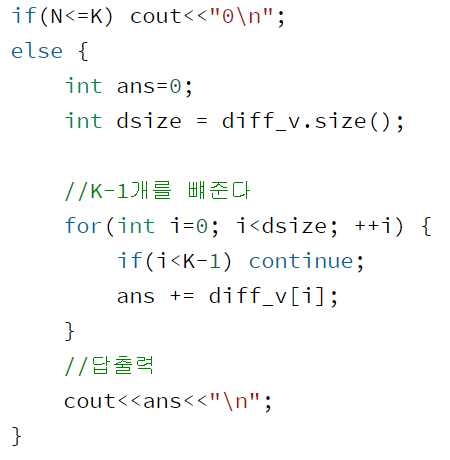 if(N<=K) cout<<"0\n";
else {
    int ans=0;
    int dsize = diff_v.size();
    //K-1개를 뺴준다
    for(int i=0; i<dsize; ++i) {
        if(i<K-1) continue;
        ans += diff_v[i];
    }
    //답출력
    cout<<ans<<"\n";
}